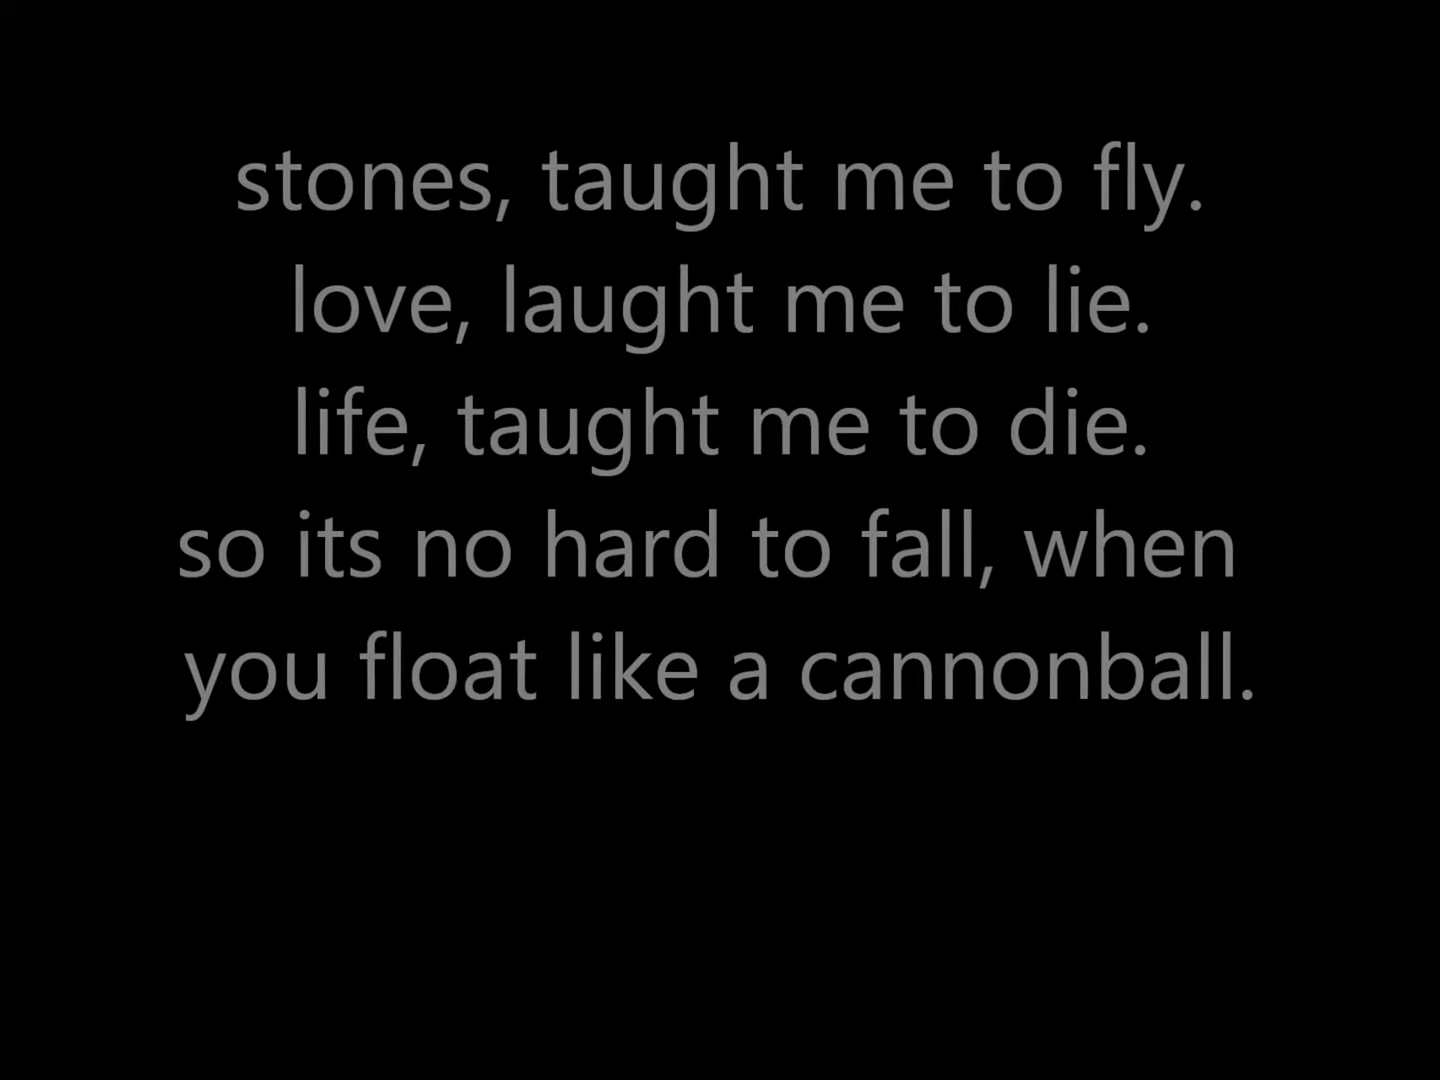 stones, taught me to fly.
love, laught me to lie.
life, taught me to die.
so its no hard to fall, when
you float like a cannonball.